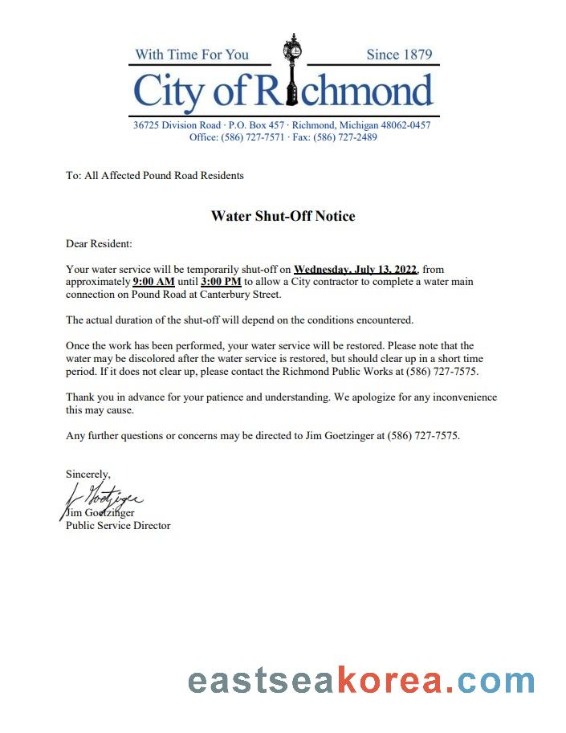 With Time For You
Since 1879
City of Richmond
36725 Division Road · P.O. Box 457 · Richmond, Michigan 48062-0457
Office: (586) 727-7571 · Fax: (586) 727-2489
To: All Affected Pound Road Residents
Water Shut-Off Notice
Dear Resident:
Your water service will be temporarily shut-off on Wednesday, July 13, 2022, from
approximately 9:00 AM until 3:00 PM to allow a City contractor to complete a water main
connection on Pound Road at Canterbury Street.
The actual duration of the shut-off will depend on the conditions encountered.
Once the work has been performed, your water service will be restored. Please note that the
water may be discolored after the water service is restored, but should clear up in a short time
period. If it does not clear up, please contact the Richmond Public Works at (586) 727-7575.
Thank you in advance for your patience and understanding. We apologize for any inconvenience
this may cause.
Any further questions or concerns may be directed to Jim Goetzinger at (586) 727-7575.
Sincerely,
J Goetzinger
Jim Goetzinger
Public Service Director
eastseakorea.com